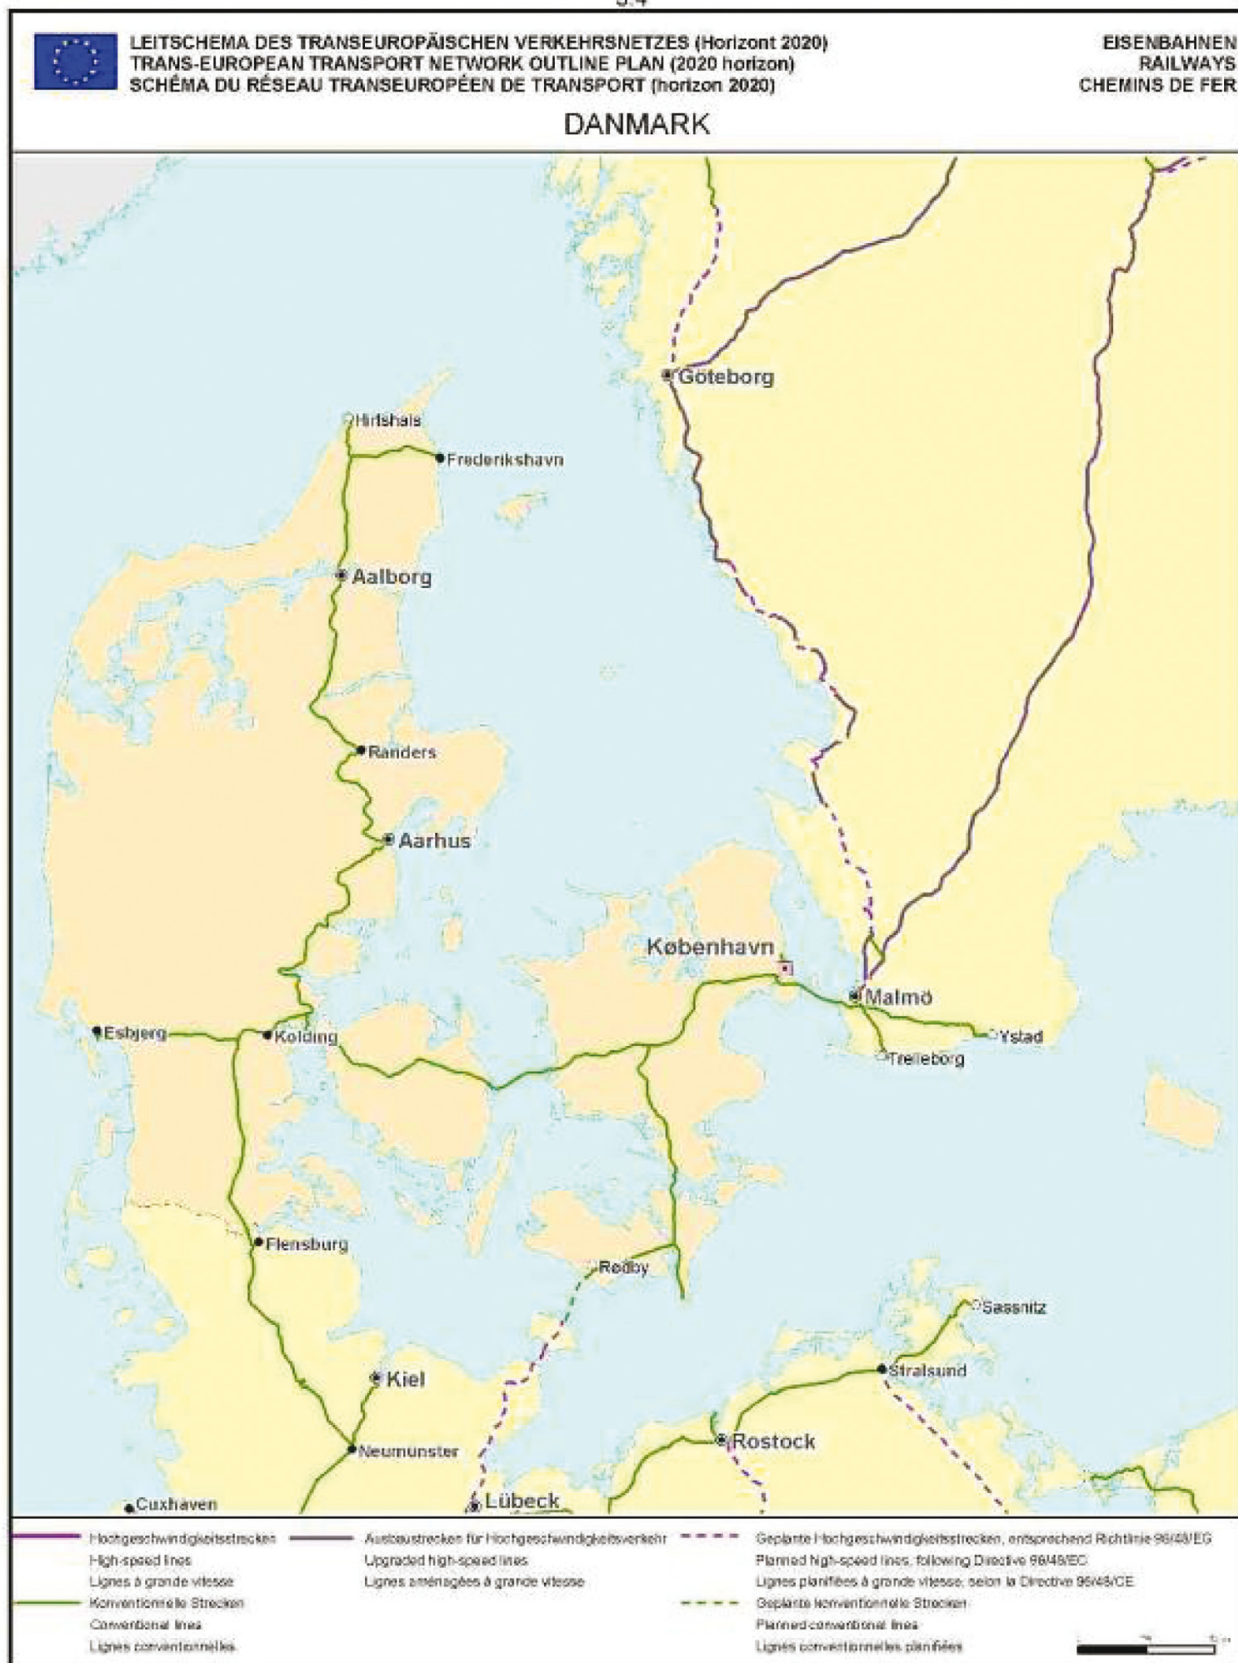 3.4
LEITSCHEMA DES TRANSEUROPÄISCHEN VERKEHRSNETZES (Horizont 2020)
TRANS-EUROPEAN TRANSPORT NETWORK OUTLINE PLAN (2020 horizon)
SCHÉMA DU RÉSEAU TRANSEUROPÉEN DE TRANSPORT (horizon 2020)
EISENBAHNEN
RAILWAYS
CHEMINS DE FER
DANMARK
Göteborg
Hirtshals
Frederikshavn
Aalborg
Randers
Aarhus
København
Malmö
Esbjerg
Kolding
Ystad
Trelleborg
Flensburg
Rødby
Sassnitz
Stralsund
Kiel
Rostock
Neumünster
Cuxhaven
Lübeck
Hochgeschwindigkeitsstrecken
High-speed lines
Lignes à grande vitesse
Konventionelle Strecken
Conventional lines
Lignes conventionnelles
Ausbaustrecken für Hochgeschwindigkeitsverkehr
Upgraded high-speed lines
Lignes aménagées à grande vitesse
Geplante Hochgeschwindigkeitsstrecken, entsprechend Richtlinie 96/48/EG
Planned high-speed lines, following Directive 96/48/EC
Lignes planifiées à grande vitesse, selon la Directive 96/48/CE
Geplante konventionelle Strecken
Planned conventional lines
Lignes conventionnelles planifiées